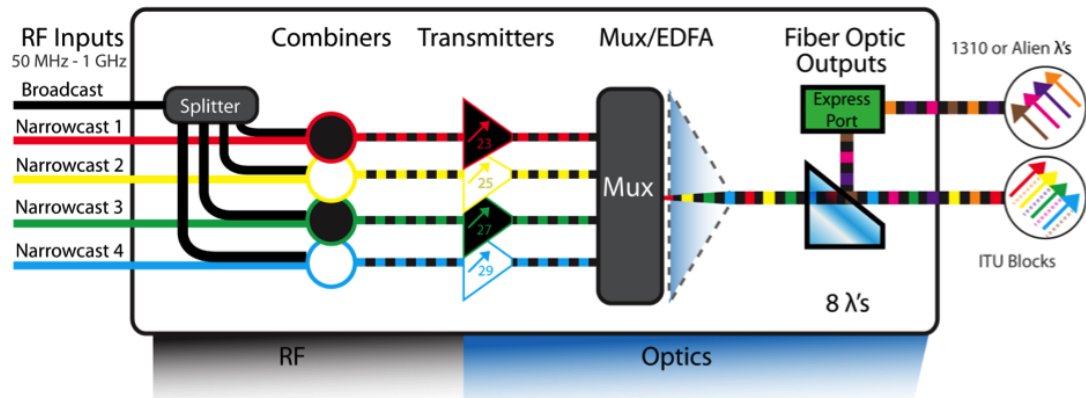 RF Inputs
50 MHz - 1 GHz
Broadcast
Narrowcast 1
Narrowcast 2
Narrowcast 3
Narrowcast 4
Splitter
Combiners
Transmitters
23
25
27
29
Mux/EDFA
Mux
Fiber Optic
Outputs
Express
Port
8 λ's
1310 or Alien λ's
ITU Blocks
RF
Optics